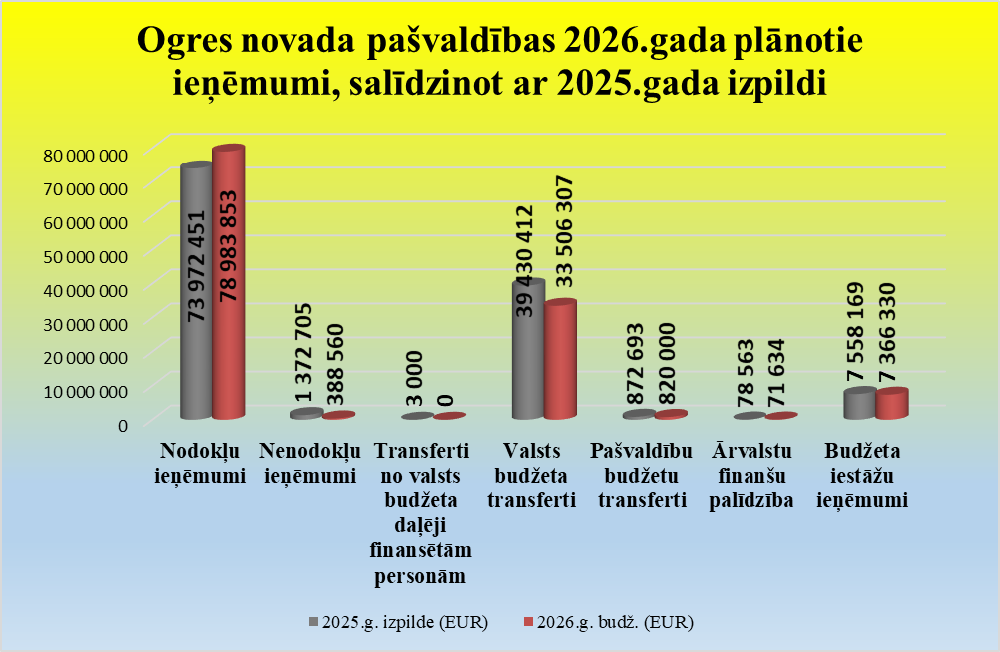 Ogres novada pašvaldības 2026.gada plānotie
ieņēmumi, salīdzinot ar 2025.gada izpildi
80 000 000
70 000 000
60 000 000
50 000 000
40 000 000
30 000 000
20 000 000
10 000 000
0
73 972 451
78 983 853
1 372 705
388 560
3 000
0
39 430 412
33 506 307
872 693
820 000
78 563
71 634
7 558 169
7 366 330
Nodokļu
ieņēmumi
Nenodokļu
ieņēmumi
Transferti
no valsts
budžeta
daļēji
finansētām
personām
Valsts
budžeta
transferti
Pašvaldību
budžetu
transferti
Ārvalstu
finanšu
palīdzība
Budžeta
iestāžu
ieņēmumi
2025.g. izpilde (EUR)
2026.g. budž. (EUR)